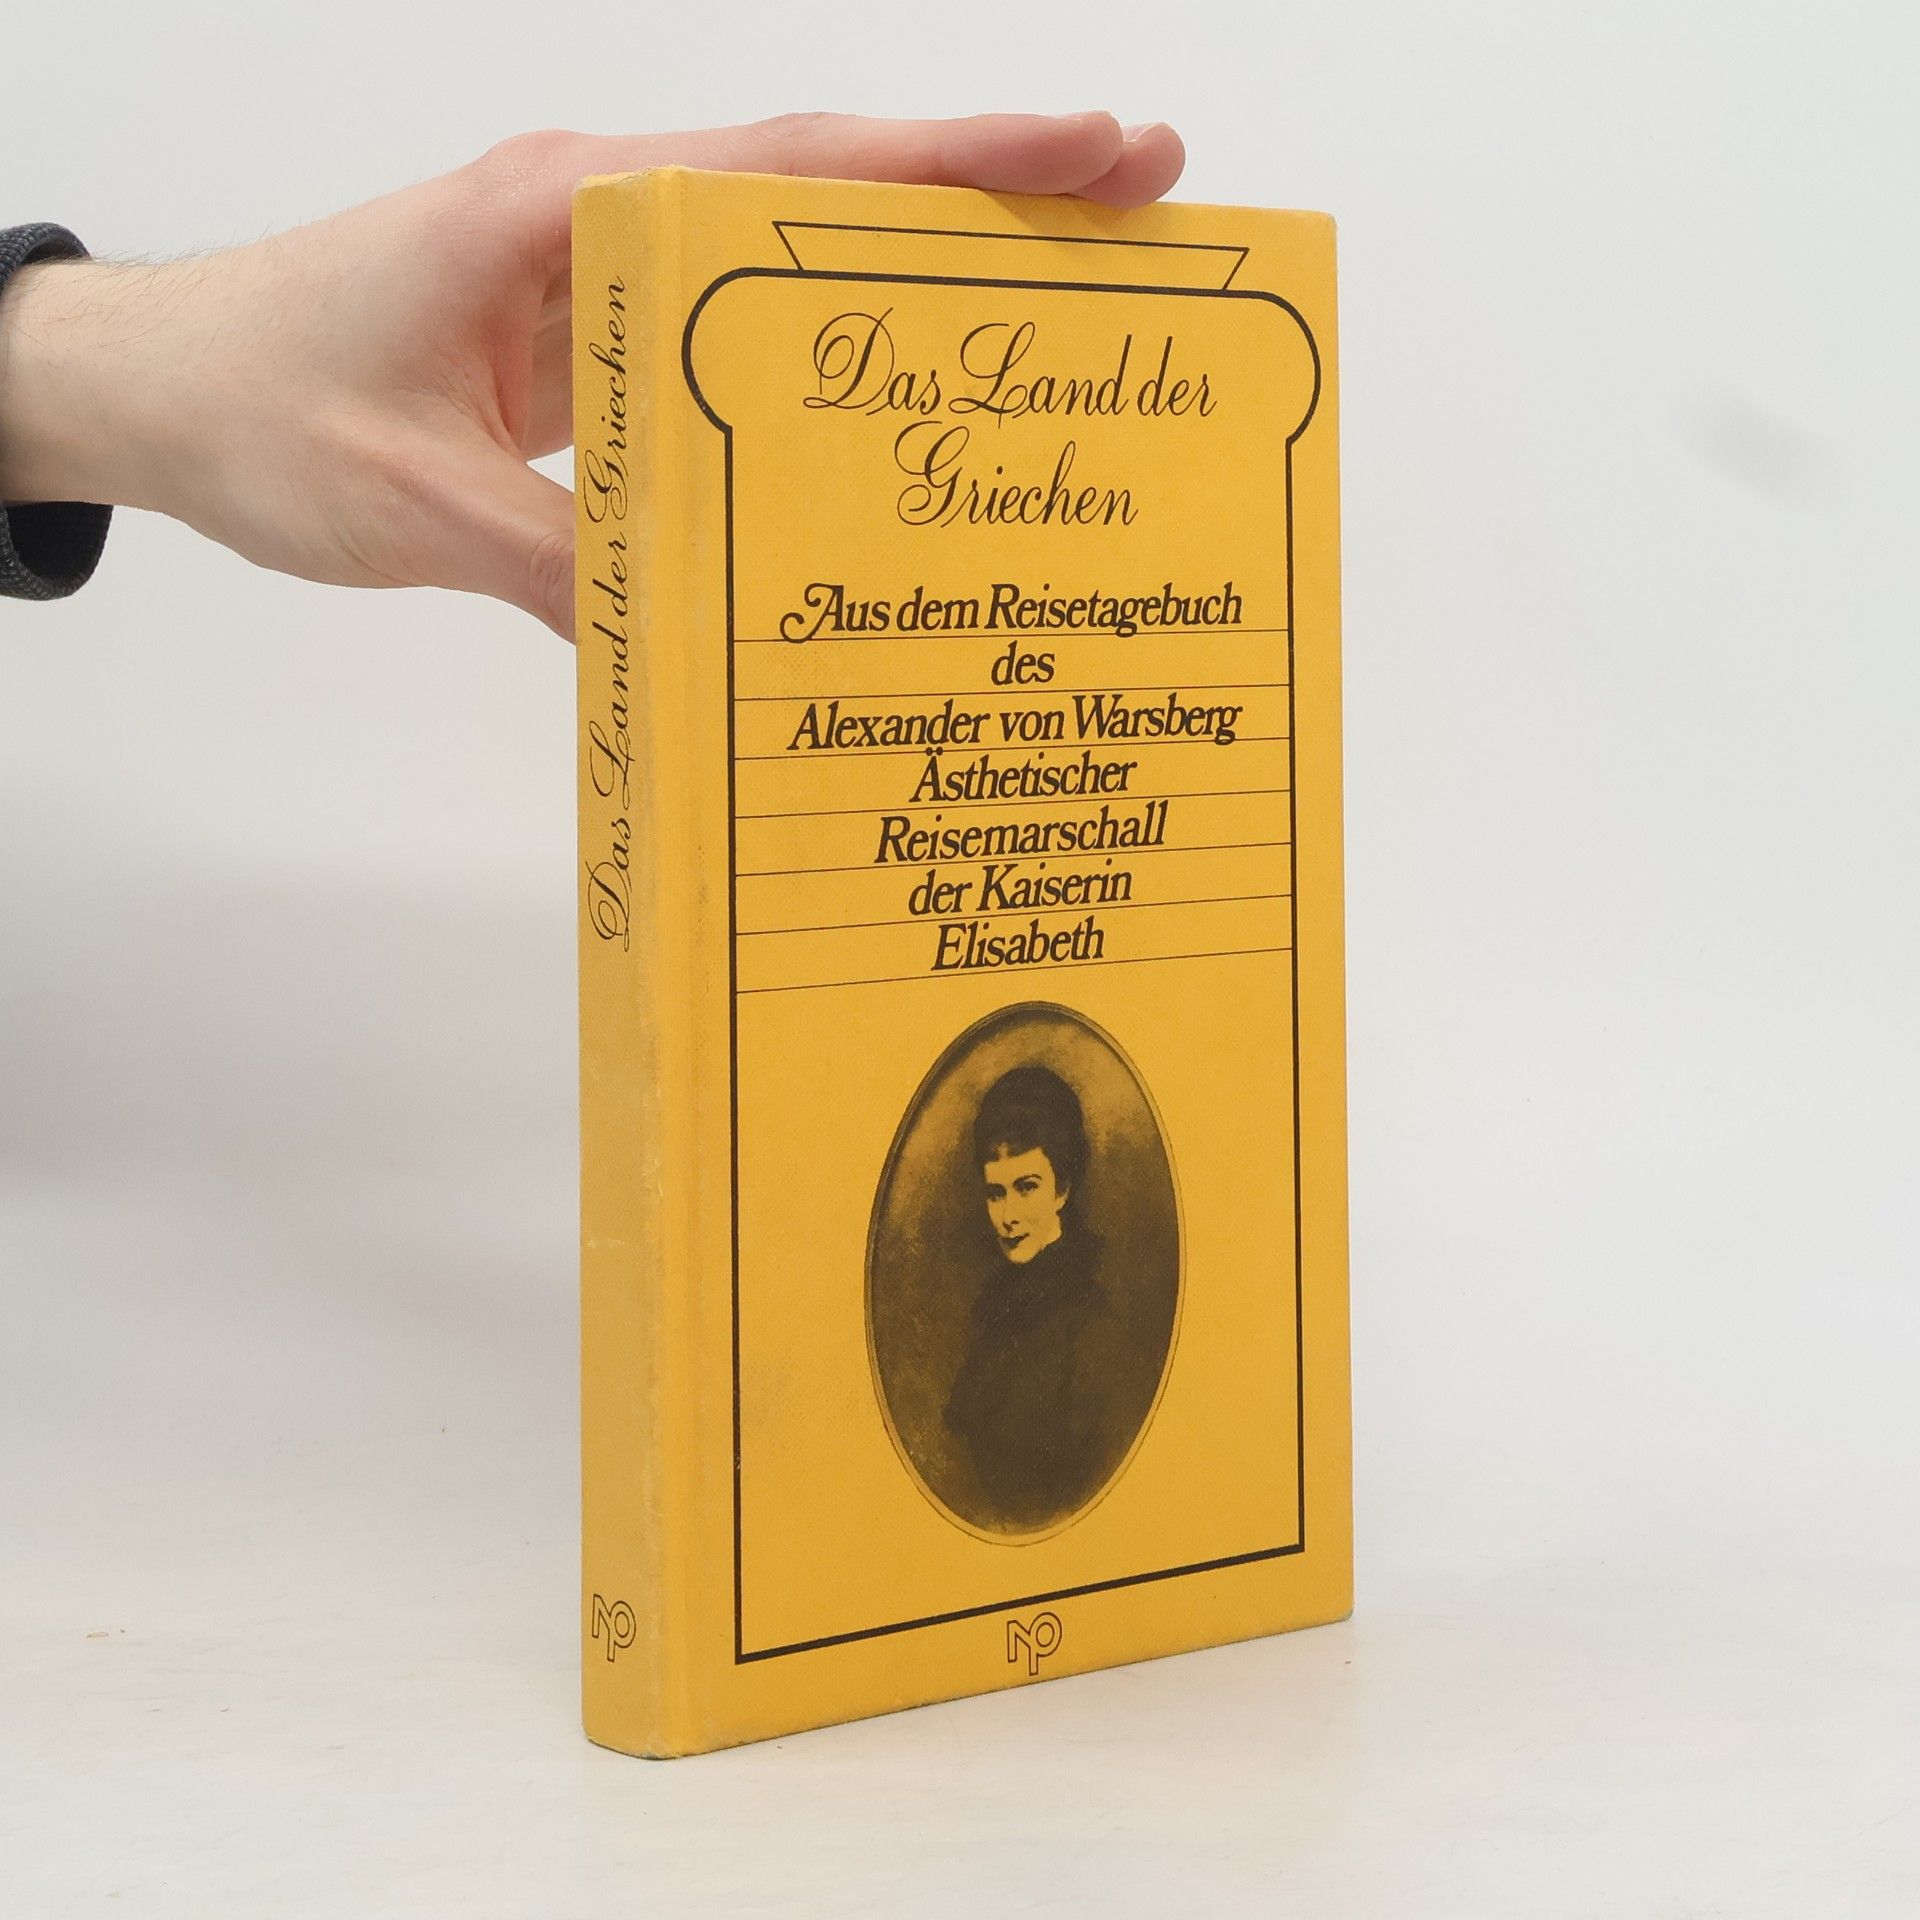 Das Land der Griechen
Das Land der
Griechen
Aus dem Reisetagebuch
des
Alexander von Warsberg
Ästhetischer
Reisemarschall
der Kaiserin
Elisabeth